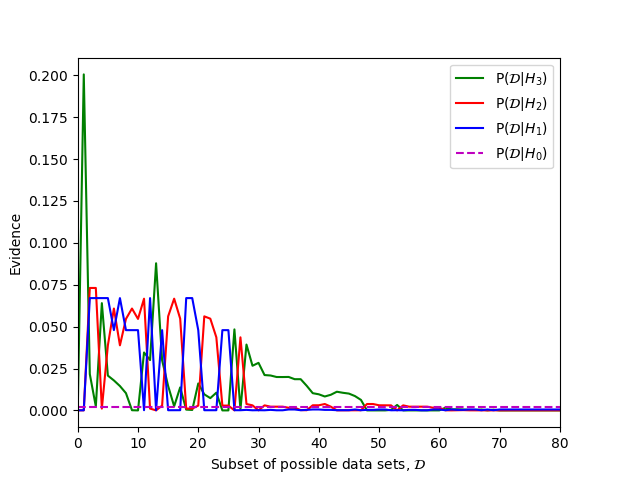 0.200
0.175
0.150
0.125
0.100
0.075
0.050
0.025
0.000
Evidence
0 10 20 30 40 50 60 70 80
Subset of possible data sets, 𝒟
P(𝒟|H₃)
P(𝒟|H₂)
P(𝒟|H₁)
P(𝒟|H₀)